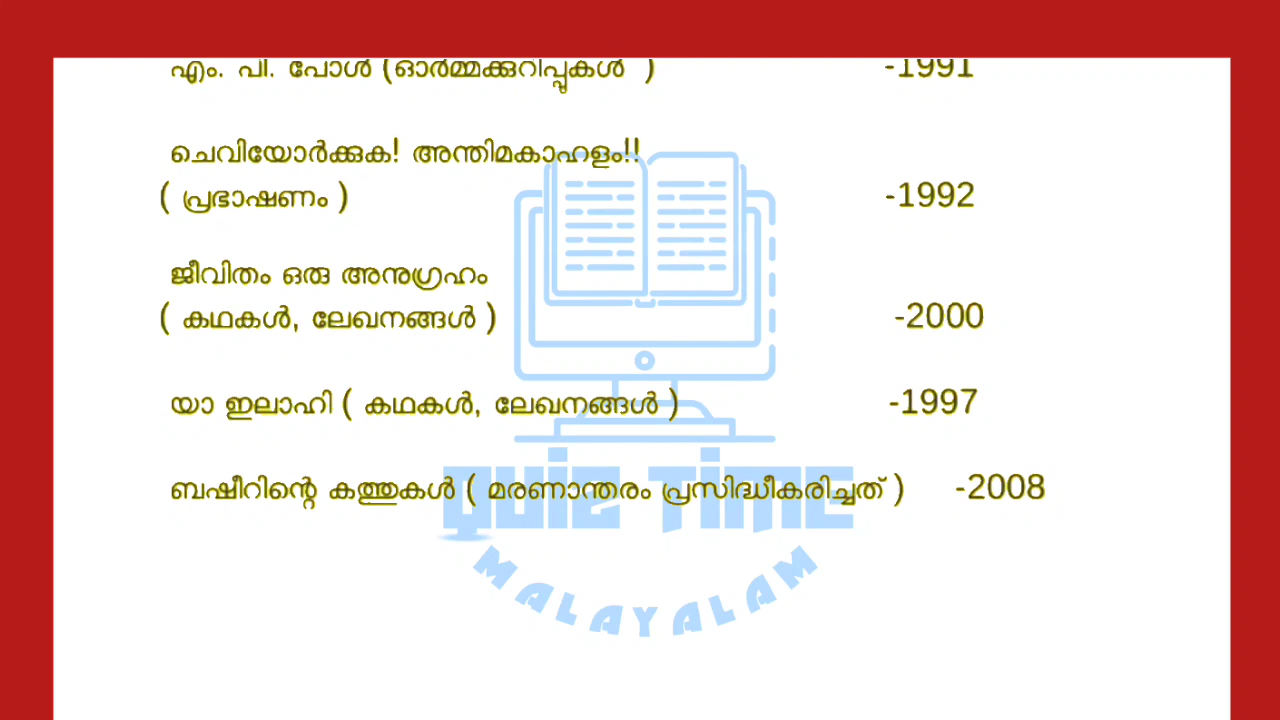 എം. പി. പോൾ (ഓർമ്മക്കുറിപ്പുകൾ ) -1991
ചെവിയോർക്കുക! അന്തിമകാഹളം!!
( പ്രഭാഷണം ) -1992
ജീവിതം ഒരു അനുഗ്രഹം
( കഥകൾ, ലേഖനങ്ങൾ ) -2000
യാ ഇലാഹി ( കഥകൾ, ലേഖനങ്ങൾ ) -1997
ബഷീറിന്റെ കത്തുകൾ ( മരണാന്തരം പ്രസിദ്ധീകരിച്ചത് ) -2008
QUIZ TIME
MALAYALAM